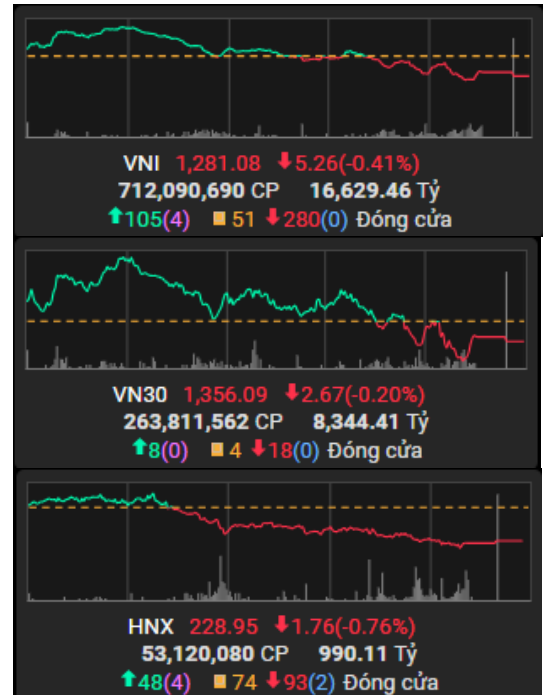 VNI 1,281.08 5.26(-0.41%)
712,090,690 CP 16,629.46 Tỷ
105(4) 51 280(0) Đóng cửa
VN30 1,356.09 2.67(-0.20%)
263,811,562 CP 8,344.41 Tỷ
8(0) 4 18(0) Đóng cửa
HNX 228.95 1.76(-0.76%)
53,120,080 CP 990.11 Tỷ
48(4) 74 93(2) Đóng cửa